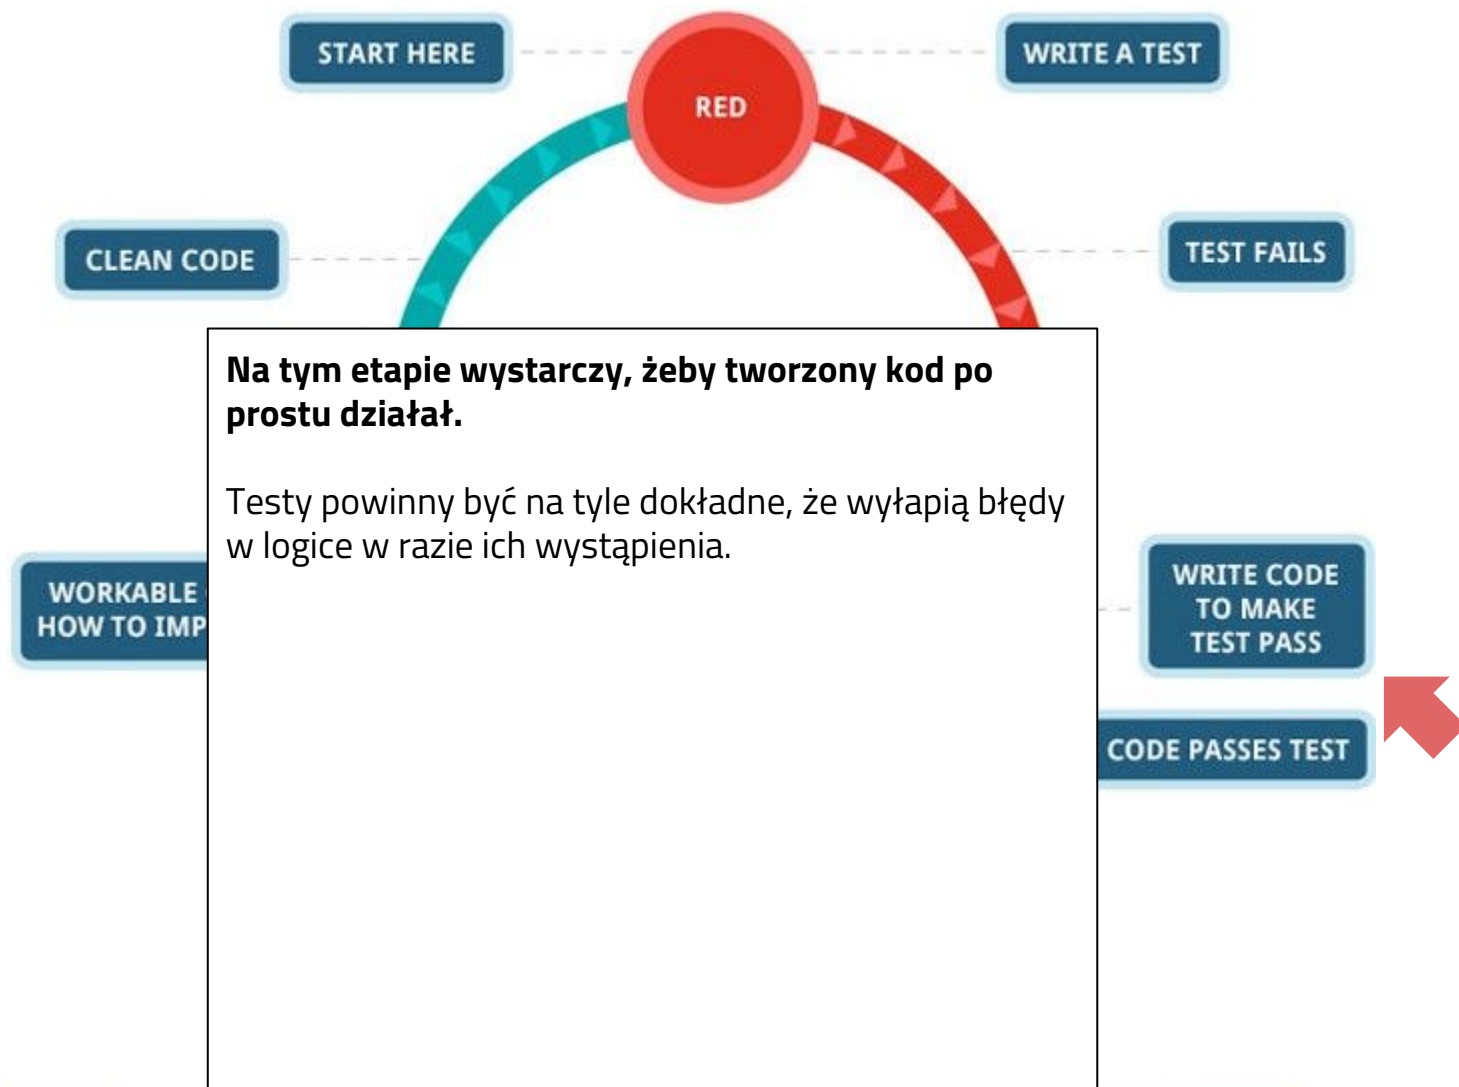 START HERE
RED
WRITE A TEST
CLEAN CODE
TEST FAILS
Na tym etapie wystarczy, żeby tworzony kod po
prostu działał.
Testy powinny być na tyle dokładne, że wyłapią błędy
w logice w razie ich wystąpienia.
WORKABLE
HOW TO IMP
WRITE CODE
TO MAKE
TEST PASS
CODE PASSES TEST